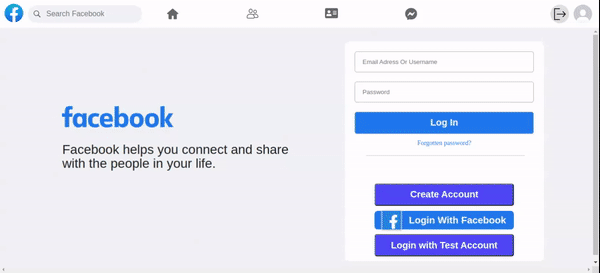 Search Facebook
Email Adress Or Username
Password
Log In
Forgotten password?
facebook
Facebook helps you connect and share
with the people in your life.
Create Account
Login With Facebook
Login with Test Account